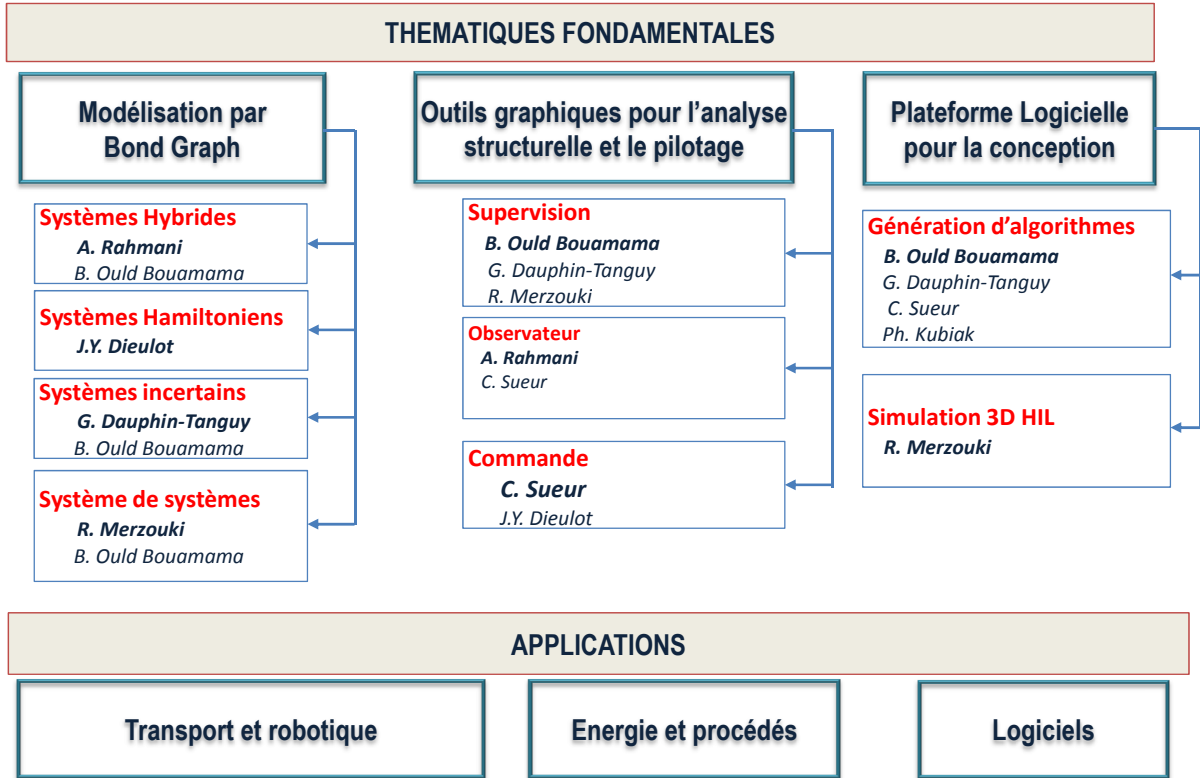 THEMATIQUES FONDAMENTALES
Modélisation par
Bond Graph
Systèmes Hybrides
A. Rahmani
B. Ould Bouamama
Systèmes Hamiltoniens
J.Y. Dieulot
Systèmes incertains
G. Dauphin-Tanguy
B. Ould Bouamama
Système de systèmes
R. Merzouki
B. Ould Bouamama
Outils graphiques pour l’analyse
structurelle et le pilotage
Supervision
B. Ould Bouamama
G. Dauphin-Tanguy
R. Merzouki
Observateur
A. Rahmani
C. Sueur
Commande
C. Sueur
J.Y. Dieulot
Plateforme Logicielle
pour la conception
Génération d’algorithmes
B. Ould Bouamama
G. Dauphin-Tanguy
C. Sueur
Ph. Kubiak
Simulation 3D HIL
R. Merzouki
APPLICATIONS
Transport et robotique
Energie et procédés
Logiciels